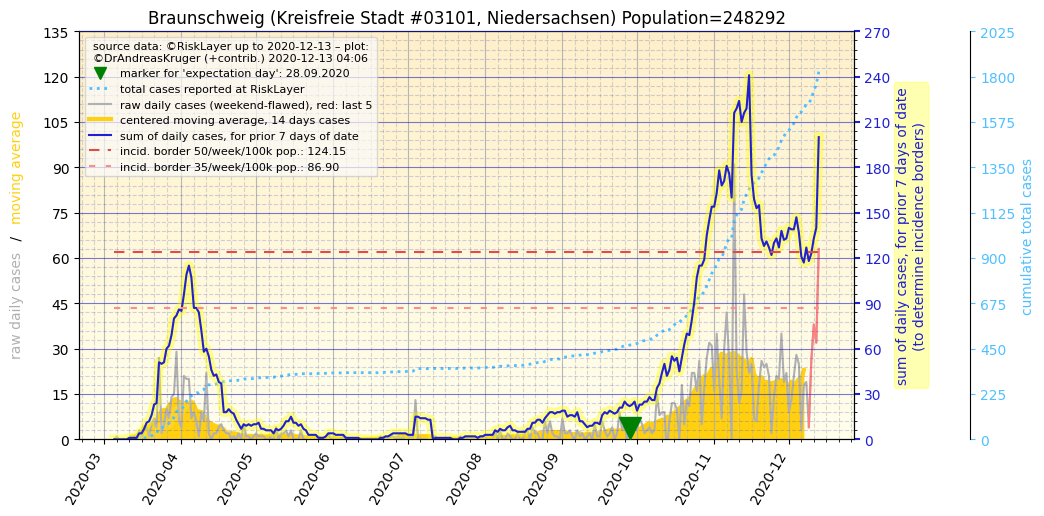 Braunschweig (Kreisfreie Stadt #03101, Niedersachsen) Population=248292
source data: ©RiskLayer up to 2020-12-13 – plot:
©DrAndreasKruger (+contrib.) 2020-12-13 04:06
marker for 'expectation day': 28.09.2020
total cases reported at RiskLayer
raw daily cases (weekend-flawed), red: last 5
centered moving average, 14 days cases
sum of daily cases, for prior 7 days of date
incid. border 50/week/100k pop.: 124.15
incid. border 35/week/100k pop.: 86.90
raw daily cases / moving average
135
120
105
90
75
60
45
30
15
0
2020-03
2020-04
2020-05
2020-06
2020-07
2020-08
2020-09
2020-10
2020-11
2020-12
270
240
210
180
150
120
90
60
30
0
sum of daily cases, for prior 7 days of date
(to determine incidence borders)
2025
1800
1575
1350
1125
900
675
450
225
0
cumulative total cases